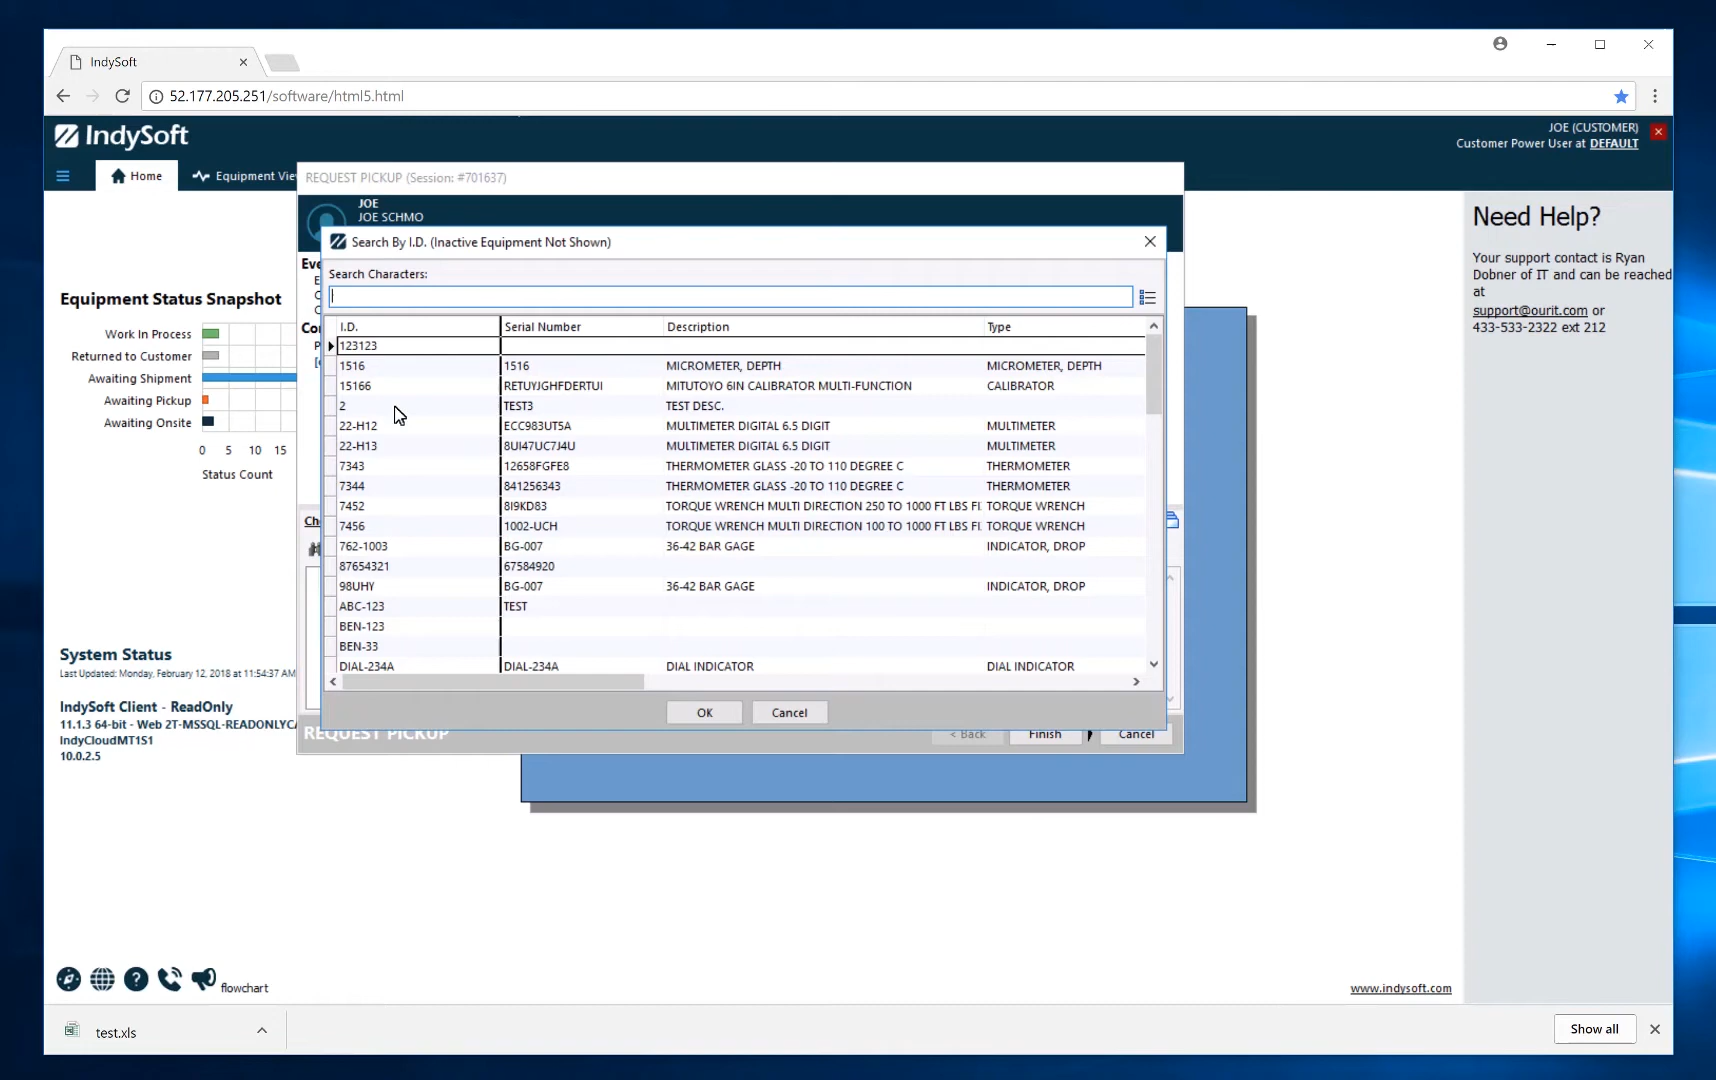 IndySoft
52.177.205.251/software/html5.html
IndySoft
JOE (CUSTOMER)
Customer Power User at DEFAULT
Home
Equipment Vie
REQUEST PICKUP (Session: #701637)
JOE
JOE SCHMO
Search By I.D. (Inactive Equipment Not Shown)
Search Characters:
I.D. Serial Number Description Type
123123
1516 1516 MICROMETER, DEPTH MICROMETER, DEPTH
15166 RETUYJGHFDERTUI MITUTOYO 6IN CALIBRATOR MULTI-FUNCTION CALIBRATOR
2 TEST3 TEST DESC.
22-H12 ECC983UT5A MULTIMETER DIGITAL 6.5 DIGIT MULTIMETER
22-H13 8UI47UC7J4U MULTIMETER DIGITAL 6.5 DIGIT MULTIMETER
7343 12658FGFE8 THERMOMETER GLASS -20 TO 110 DEGREE C THERMOMETER
7344 841256343 THERMOMETER GLASS -20 TO 110 DEGREE C THERMOMETER
7452 8I9KD83 TORQUE WRENCH MULTI DIRECTION 250 TO 1000 FT LBS FI. TORQUE WRENCH
7456 1002-UCH TORQUE WRENCH MULTI DIRECTION 100 TO 1000 FT LBS FI. TORQUE WRENCH
762-1003 BG-007 36-42 BAR GAGE INDICATOR, DROP
87654321 67584920
98UHY BG-007 36-42 BAR GAGE INDICATOR, DROP
ABC-123 TEST
BEN-123
BEN-33
DIAL-234A DIAL-234A DIAL INDICATOR DIAL INDICATOR
OK Cancel
REQUEST PICKUP
< Back Finish Cancel
Eve
Co
Ch
Equipment Status Snapshot
Work In Process
Returned to Customer
Awaiting Shipment
Awaiting Pickup
Awaiting Onsite
0 5 10 15
Status Count
System Status
Last Updated: Monday, February 12, 2018 at 11:54:37 AM
IndySoft Client - ReadOnly
11.1.3 64-bit - Web 2T-MSSQL-READONLYCA
IndyCloudMT1S1
10.0.2.5
Need Help?
Your support contact is Ryan
Dobner of IT and can be reached
at
support@ourit.com or
433-533-2322 ext 212
flowchart
www.indysoft.com
test.xls
Show all